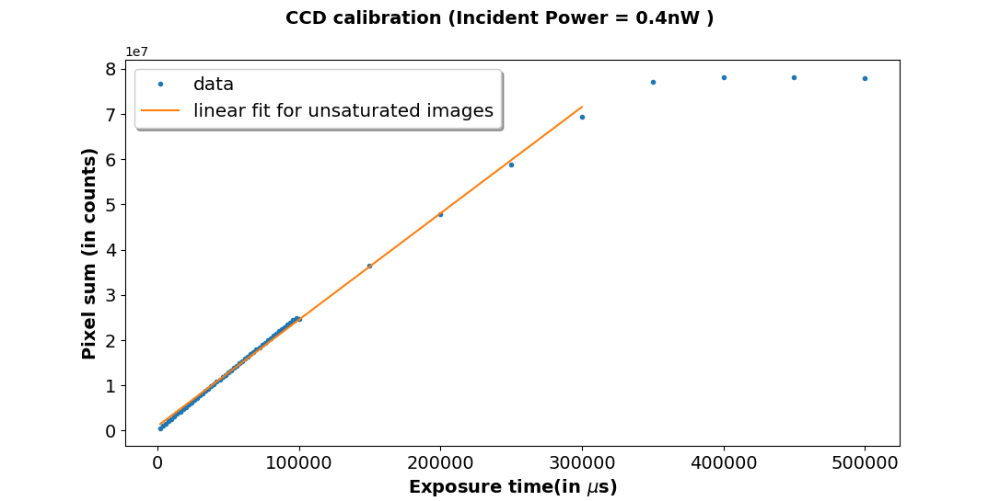 CCD calibration (Incident Power = 0.4nW )
1e7
data
linear fit for unsaturated images
8
7
6
5
4
3
2
1
0
Pixel sum (in counts)
0 100000 200000 300000 400000 500000
Exposure time(in μs)